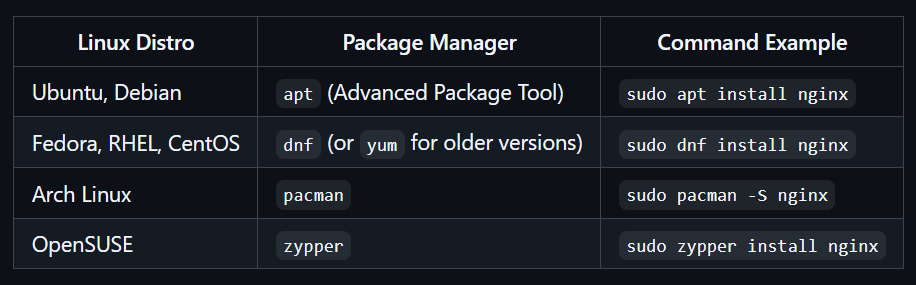 Linux Distro Package Manager Command Example
Ubuntu, Debian apt (Advanced Package Tool) sudo apt install nginx
Fedora, RHEL, CentOS dnf (or yum for older versions) sudo dnf install nginx
Arch Linux pacman sudo pacman -S nginx
OpenSUSE zypper sudo zypper install nginx